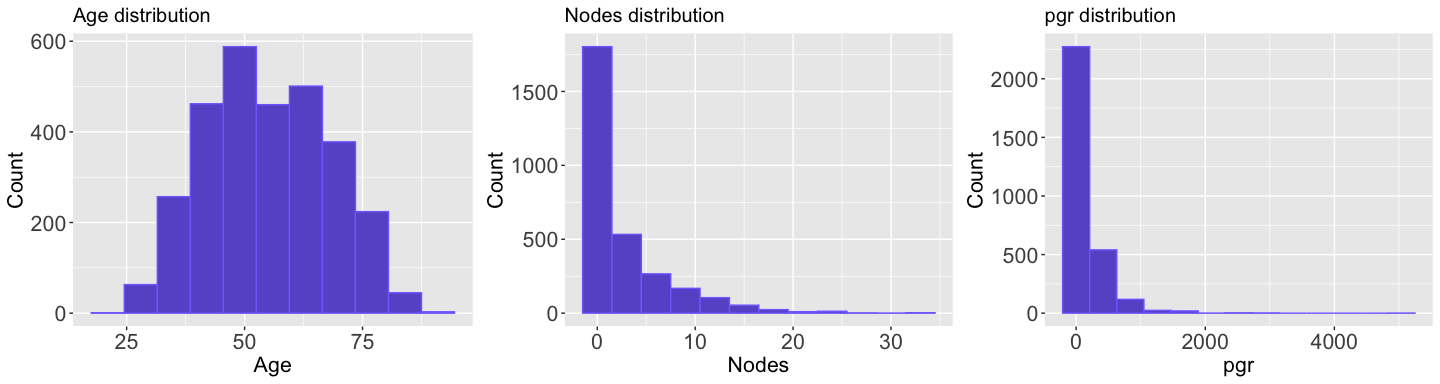 Age distribution
600
400
200
0
Count
25 50 75
Age
Nodes distribution
1500
1000
500
0
Count
0 10 20 30
Nodes
pgr distribution
2000
1500
1000
500
0
Count
0 2000 4000
pgr